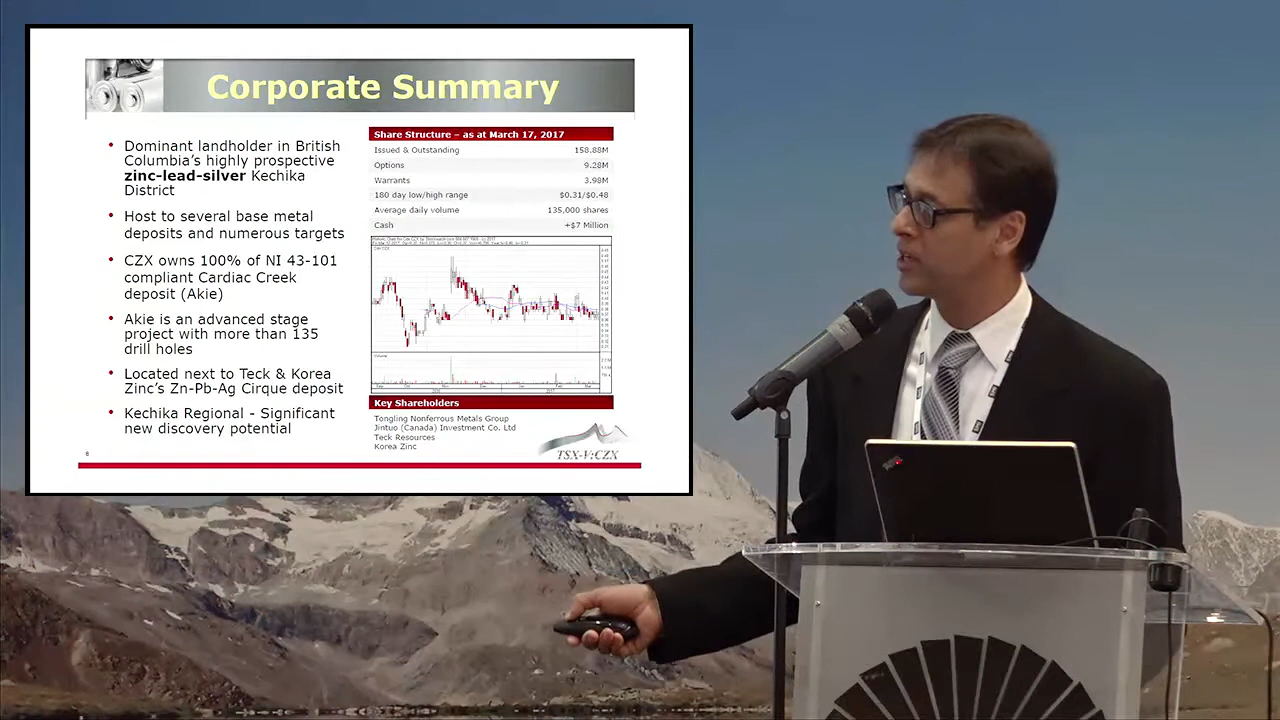 Corporate Summary
• Dominant landholder in British
Columbia's highly prospective
zinc-lead-silver Kechika
District
• Host to several base metal
deposits and numerous targets
• CZX owns 100% of NI 43-101
compliant Cardiac Creek
deposit (Akie)
• Akie is an advanced stage
project with more than 135
drill holes
• Located next to Teck & Korea
Zinc's Zn-Pb-Ag Cirque deposit
• Kechika Regional - Significant
new discovery potential
8
Share Structure – as at March 17, 2017
Issued & Outstanding 158.88M
Options 9.28M
Warrants 3.98M
180 day low/high range $0.31/$0.48
Average daily volume 135,000 shares
Cash +$7 Million
Volume
Key Shareholders
Tongling Nonferrous Metals Group
Jintuo (Canada) Investment Co. Ltd
Teck Resources
Korea Zinc
TSX-V:CZX